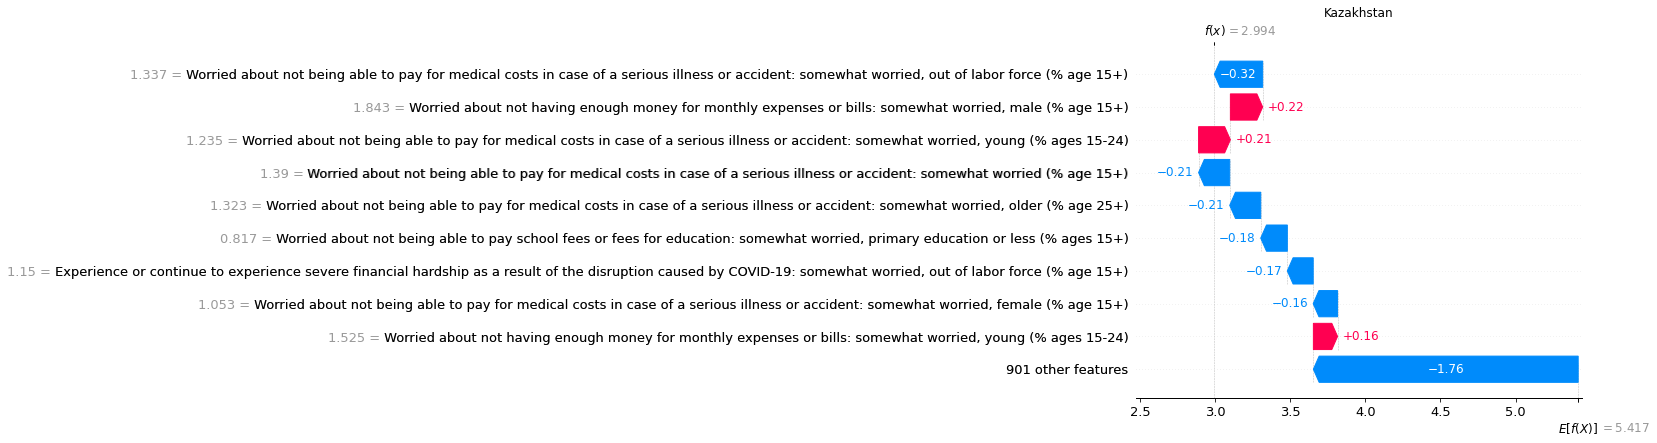 Kazakhstan
f(x) = 2.994
1.337 = Worried about not being able to pay for medical costs in case of a serious illness or accident: somewhat worried, out of labor force (% age 15+)
−0.32
1.843 = Worried about not having enough money for monthly expenses or bills: somewhat worried, male (% age 15+)
+0.22
1.235 = Worried about not being able to pay for medical costs in case of a serious illness or accident: somewhat worried, young (% ages 15-24)
+0.21
1.39 = Worried about not being able to pay for medical costs in case of a serious illness or accident: somewhat worried (% age 15+)
−0.21
1.323 = Worried about not being able to pay for medical costs in case of a serious illness or accident: somewhat worried, older (% age 25+)
−0.21
0.817 = Worried about not being able to pay school fees or fees for education: somewhat worried, primary education or less (% ages 15+)
−0.18
1.15 = Experience or continue to experience severe financial hardship as a result of the disruption caused by COVID-19: somewhat worried, out of labor force (% age 15+)
−0.17
1.053 = Worried about not being able to pay for medical costs in case of a serious illness or accident: somewhat worried, female (% age 15+)
−0.16
1.525 = Worried about not having enough money for monthly expenses or bills: somewhat worried, young (% ages 15-24)
+0.16
901 other features
−1.76
2.5 3.0 3.5 4.0 4.5 5.0
E[f(X)] = 5.417